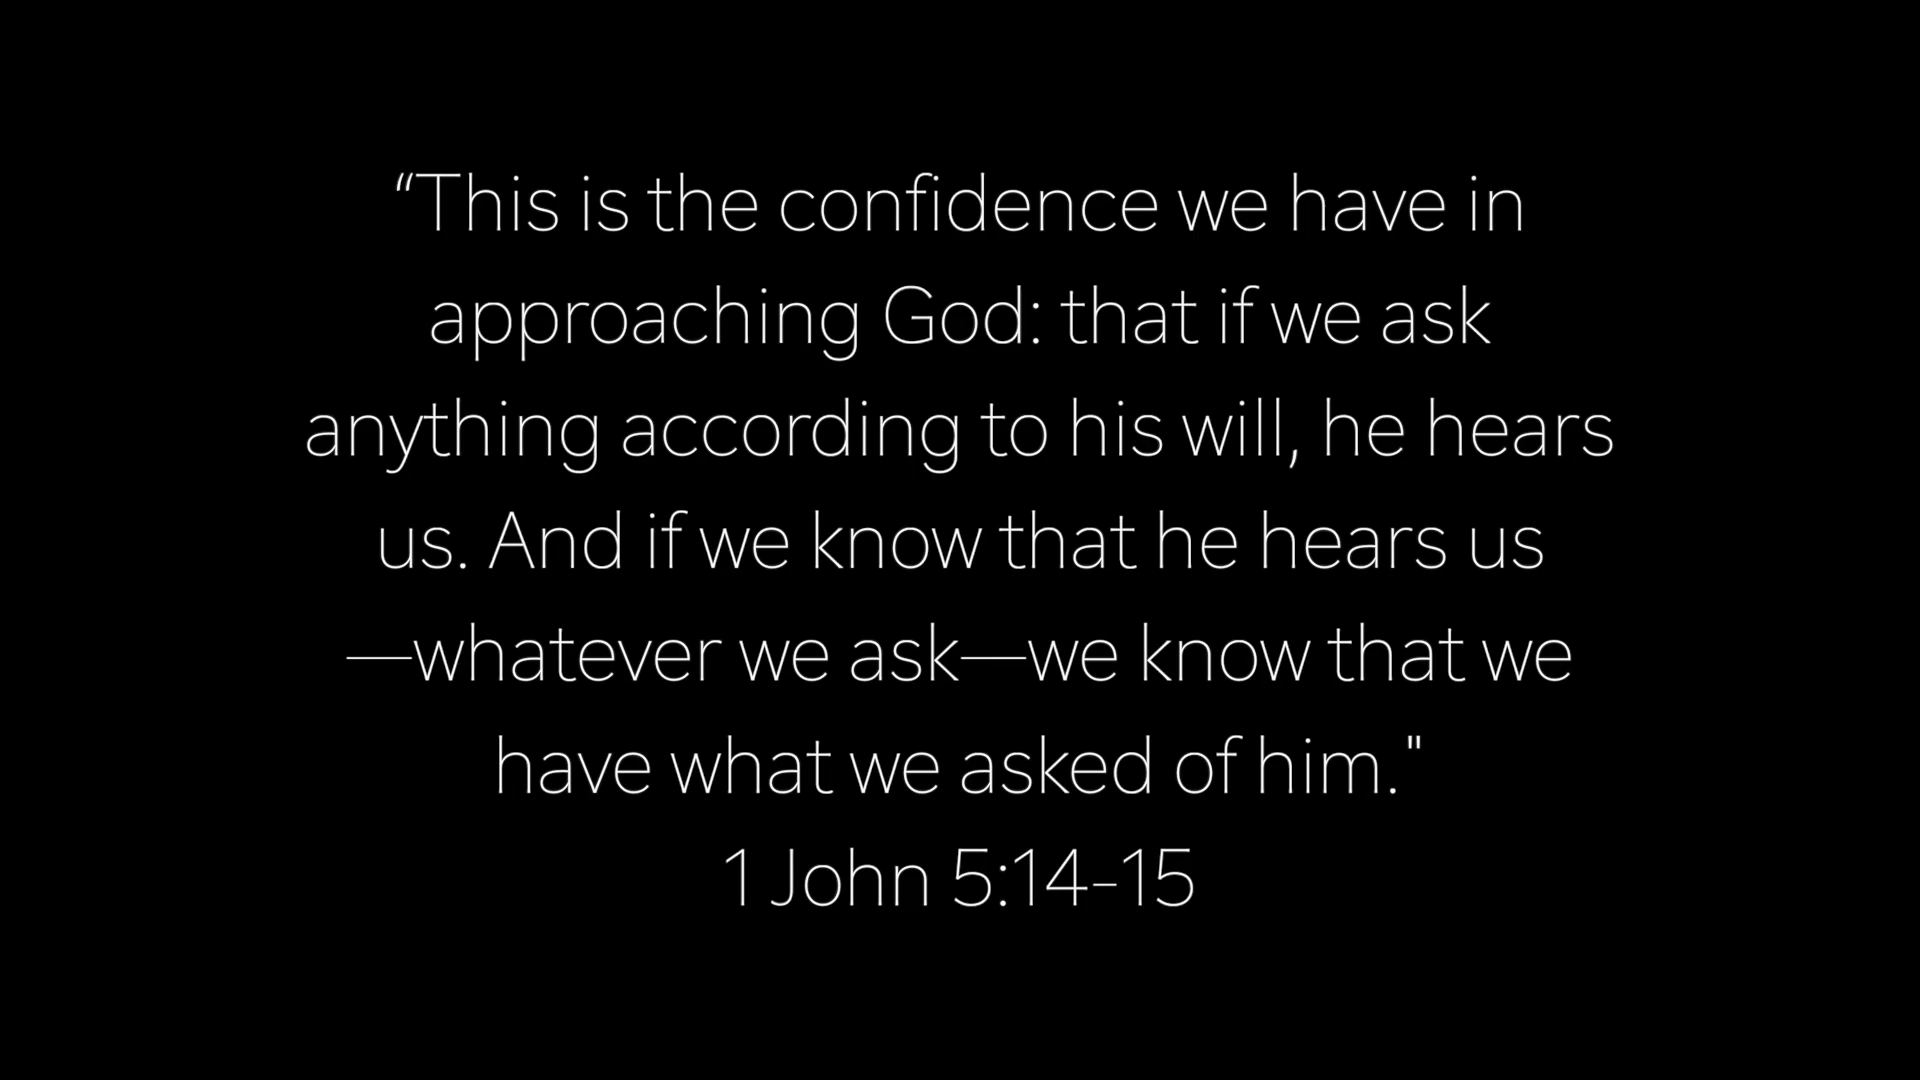 “This is the confidence we have in
approaching God: that if we ask
anything according to his will, he hears
us. And if we know that he hears us
—whatever we ask—we know that we
have what we asked of him."
1 John 5:14-15